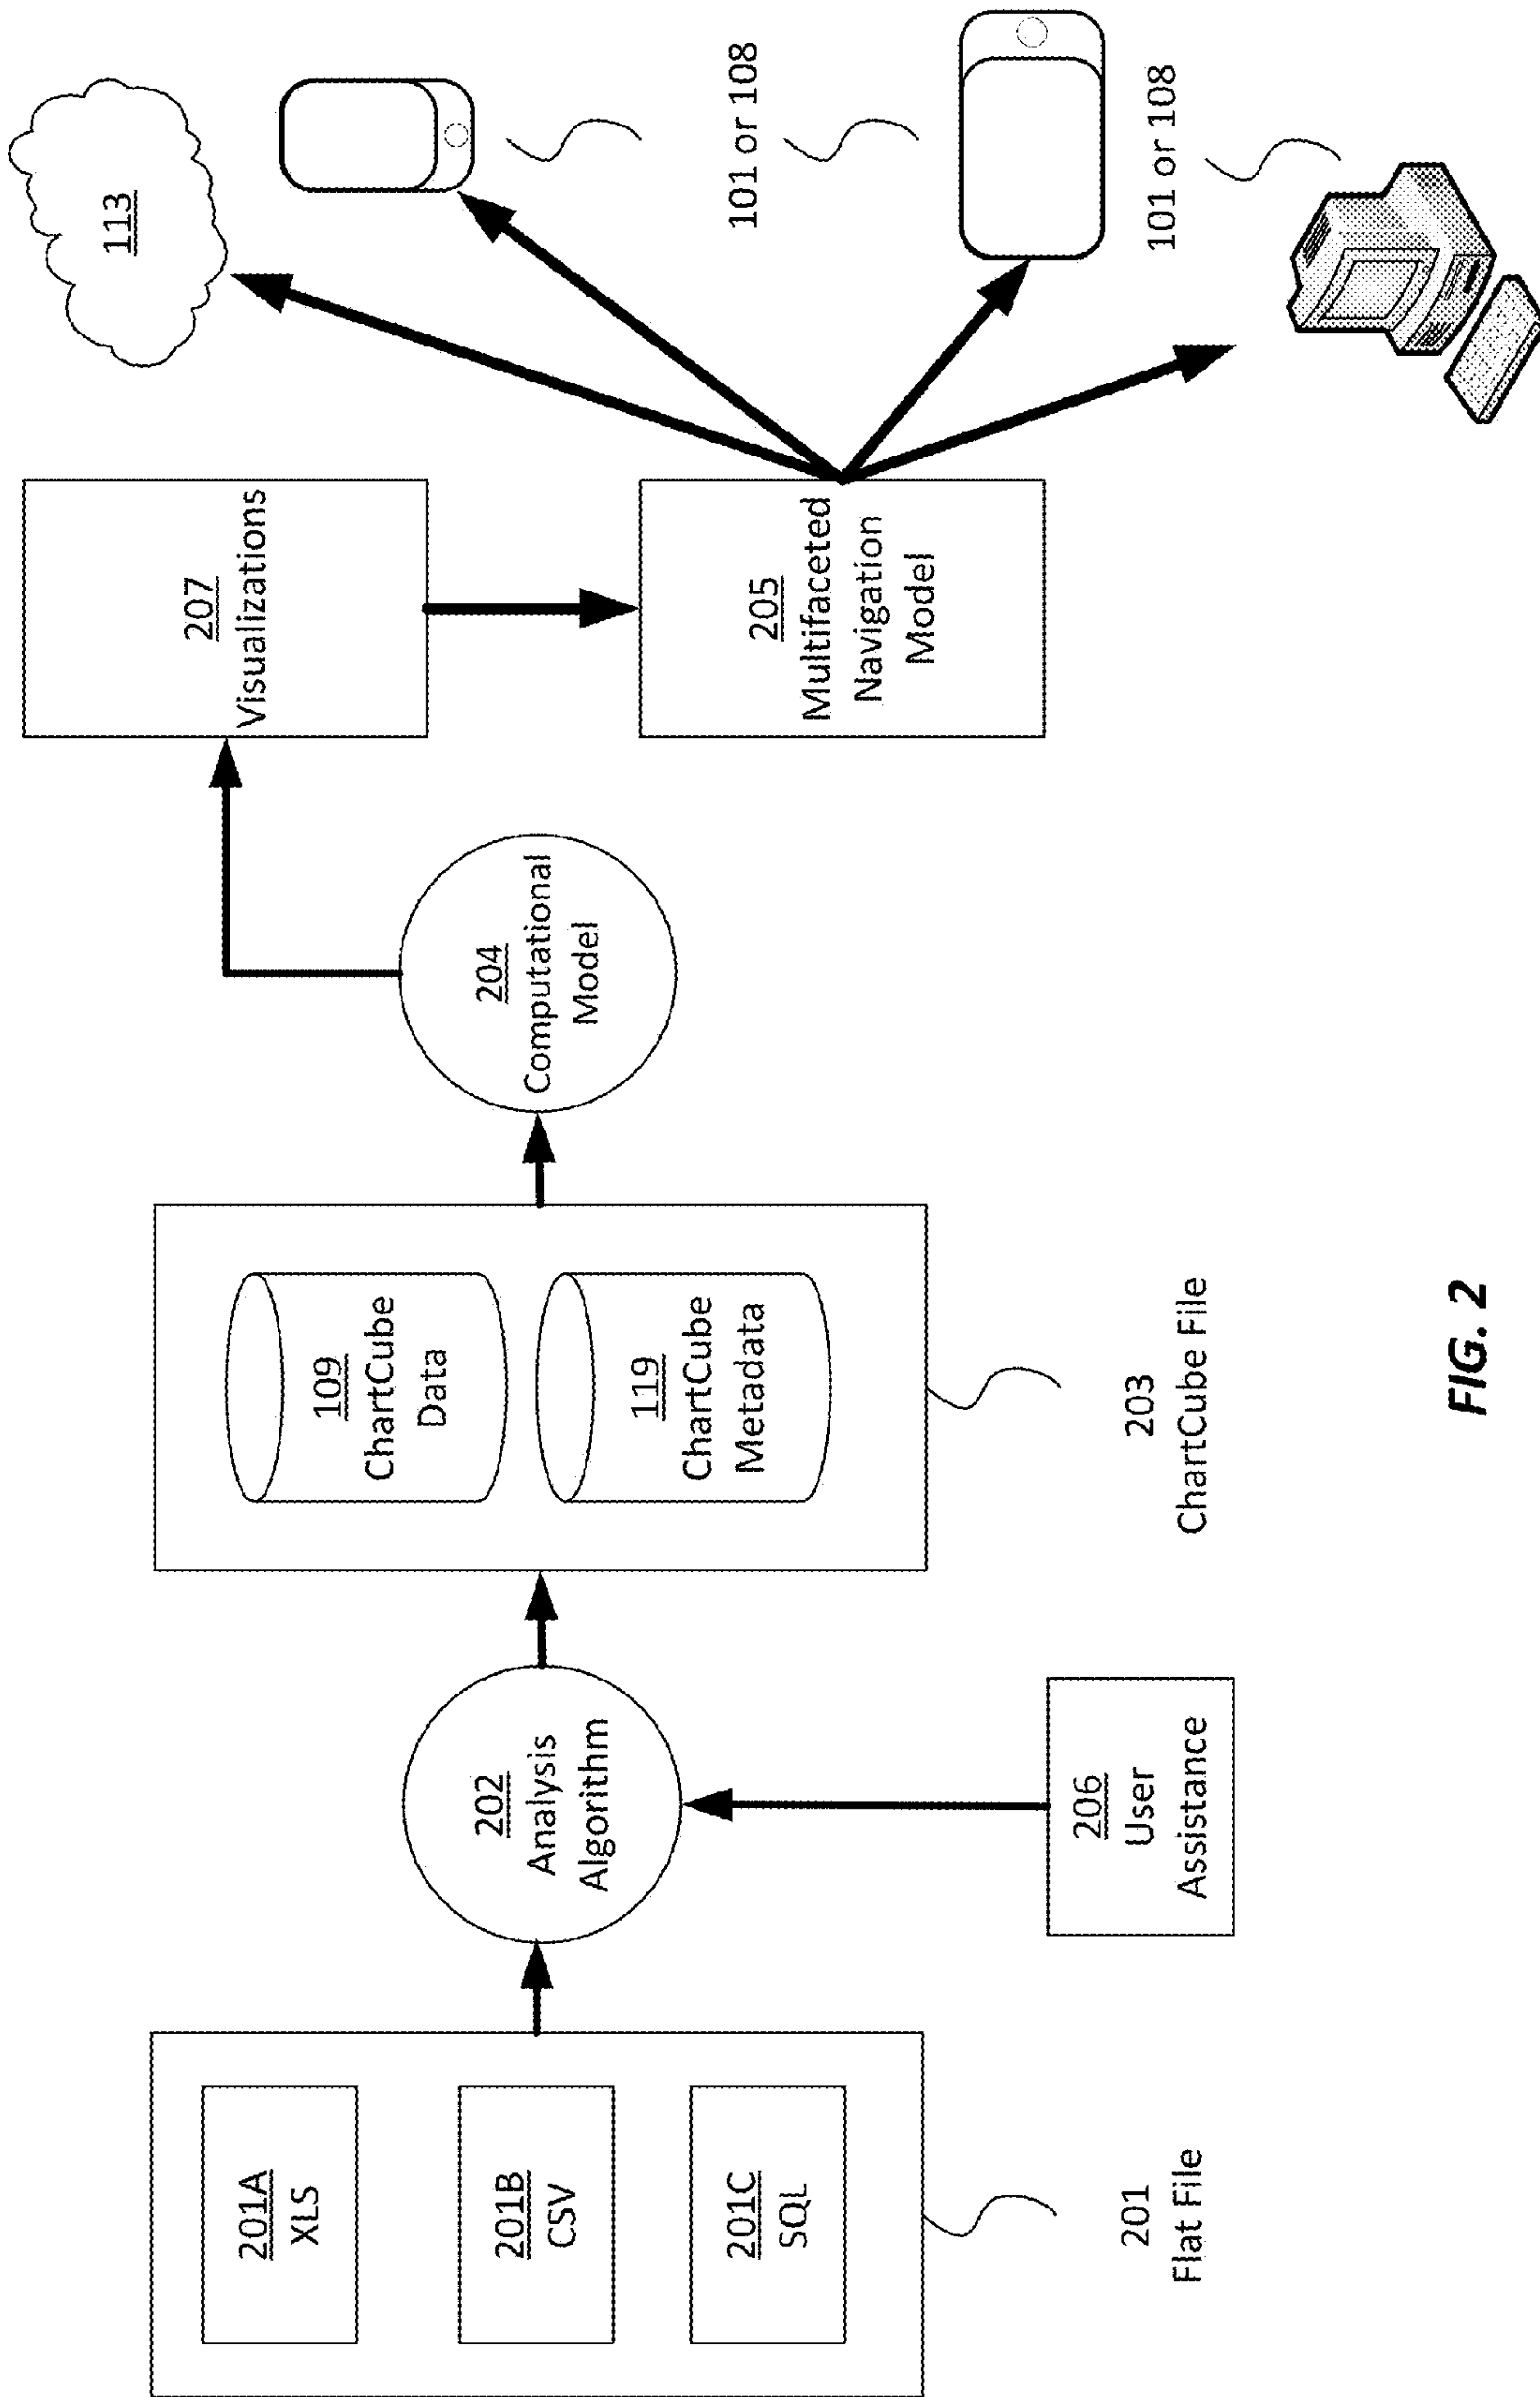 201A
XLS
201B
CSV
201C
SQL
201
Flat File
202
Analysis
Algorithm
206
User
Assistance
109
ChartCube
Data
119
ChartCube
Metadata
203
ChartCube File
204
Computational
Model
207
Visualizations
205
Multifaceted
Navigation
Model
113
101 or 108
101 or 108
FIG. 2